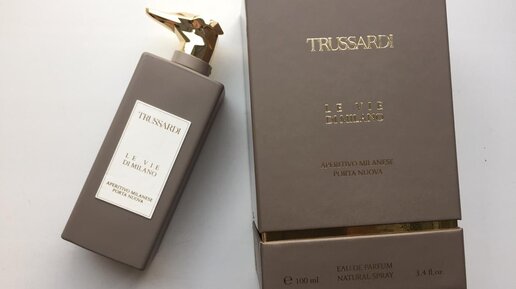 TRUSSARDI
LE VIE
DI MILANO
APERITIVO MILANESE
PORTA NUOVA
TRUSSARDI
LE VIE
DI MILANO
APERITIVO MILANESE
PORTA NUOVA
EAU DE PARFUM
℮ 100 ml NATURAL SPRAY 3.4 fl.oz.